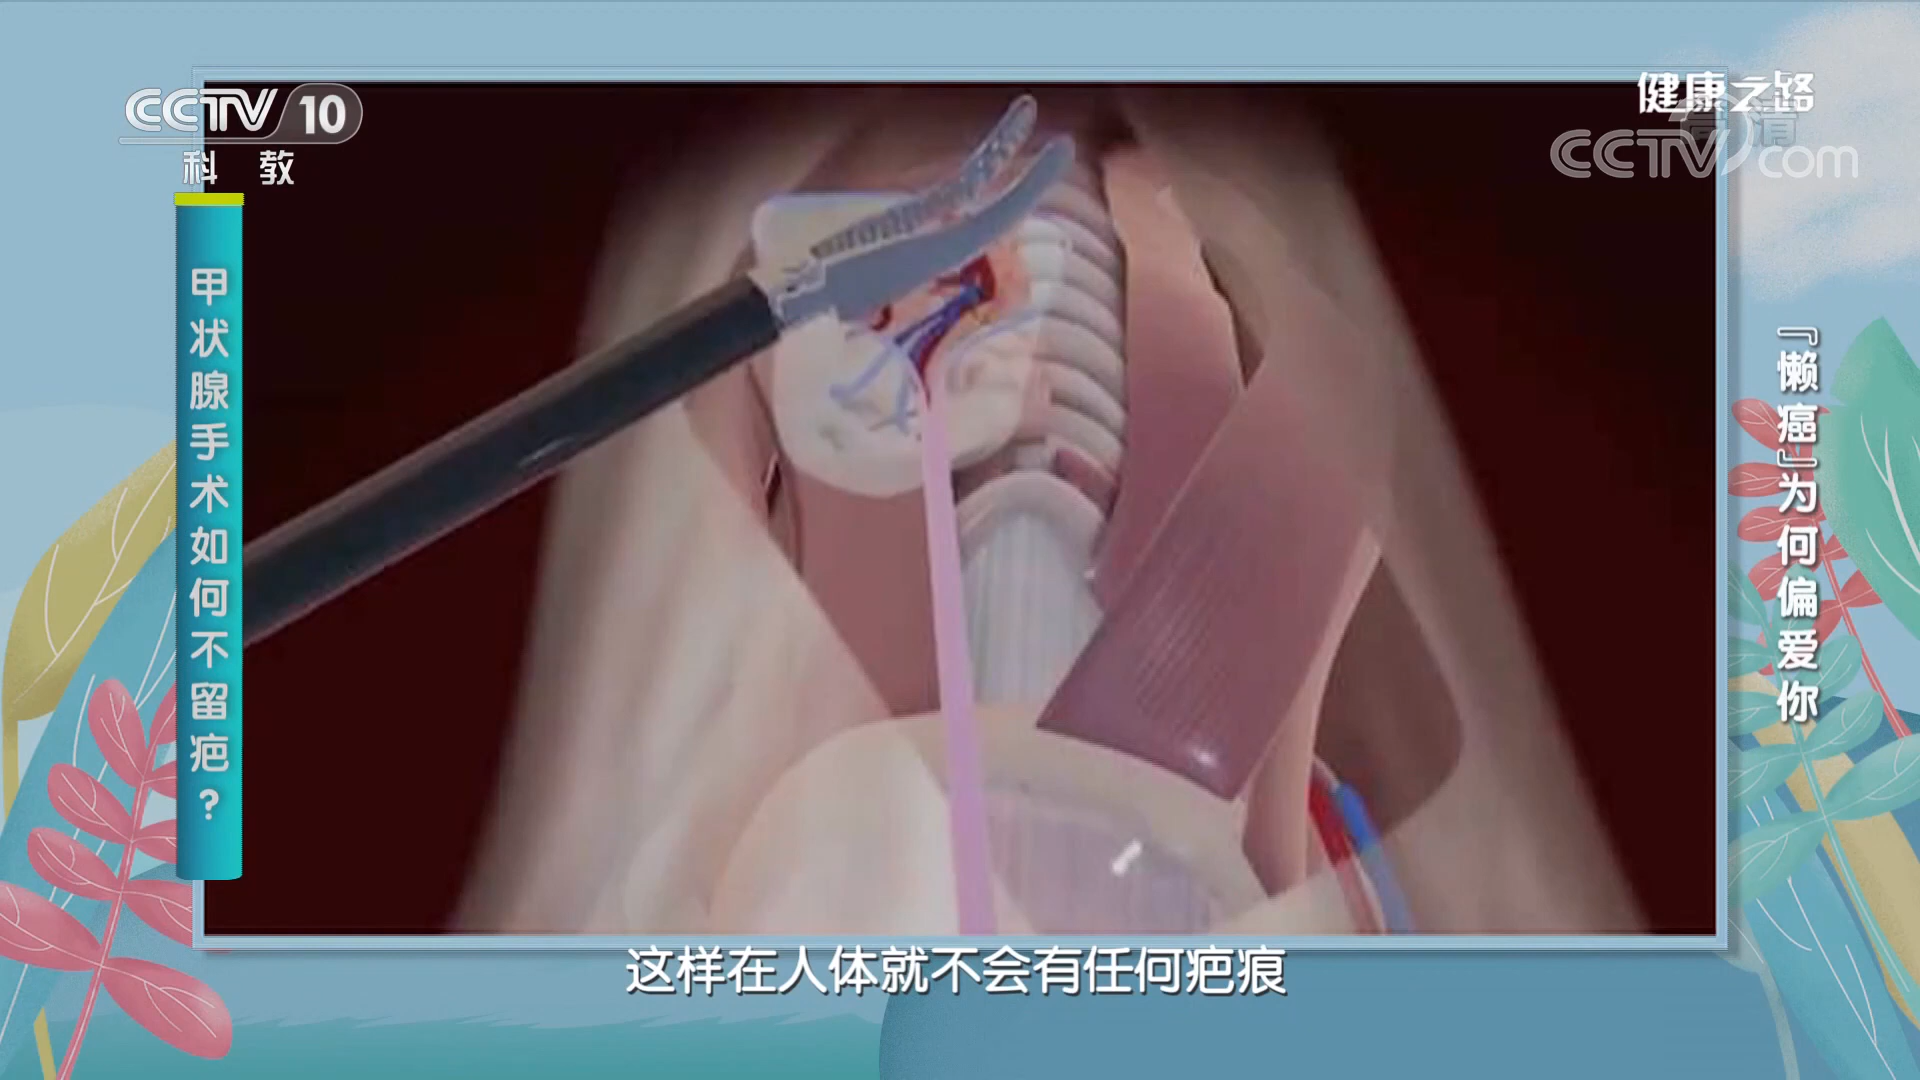 CCTV 10
科 教
健康之路
高清
CCTV.com
甲状腺手术如何不留疤？
『懒癌』为何偏爱你
这样在人体就不会有任何疤痕